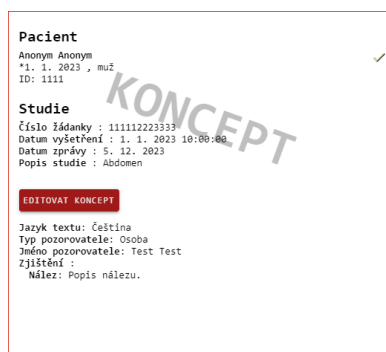 Pacient
Anonym Anonym
*1. 1. 2023 , muž
ID: 1111
KONCEPT
Studie
Číslo žádanky : 111112223333
Datum vyšetření : 1. 1. 2023 10:00:00
Datum zprávy : 5. 12. 2023
Popis studie : Abdomen
EDITOVAT KONCEPT
Jazyk textu: Čeština
Typ pozorovatele: Osoba
Jméno pozorovatele: Test Test
Zjištění :
Nález: Popis nálezu.